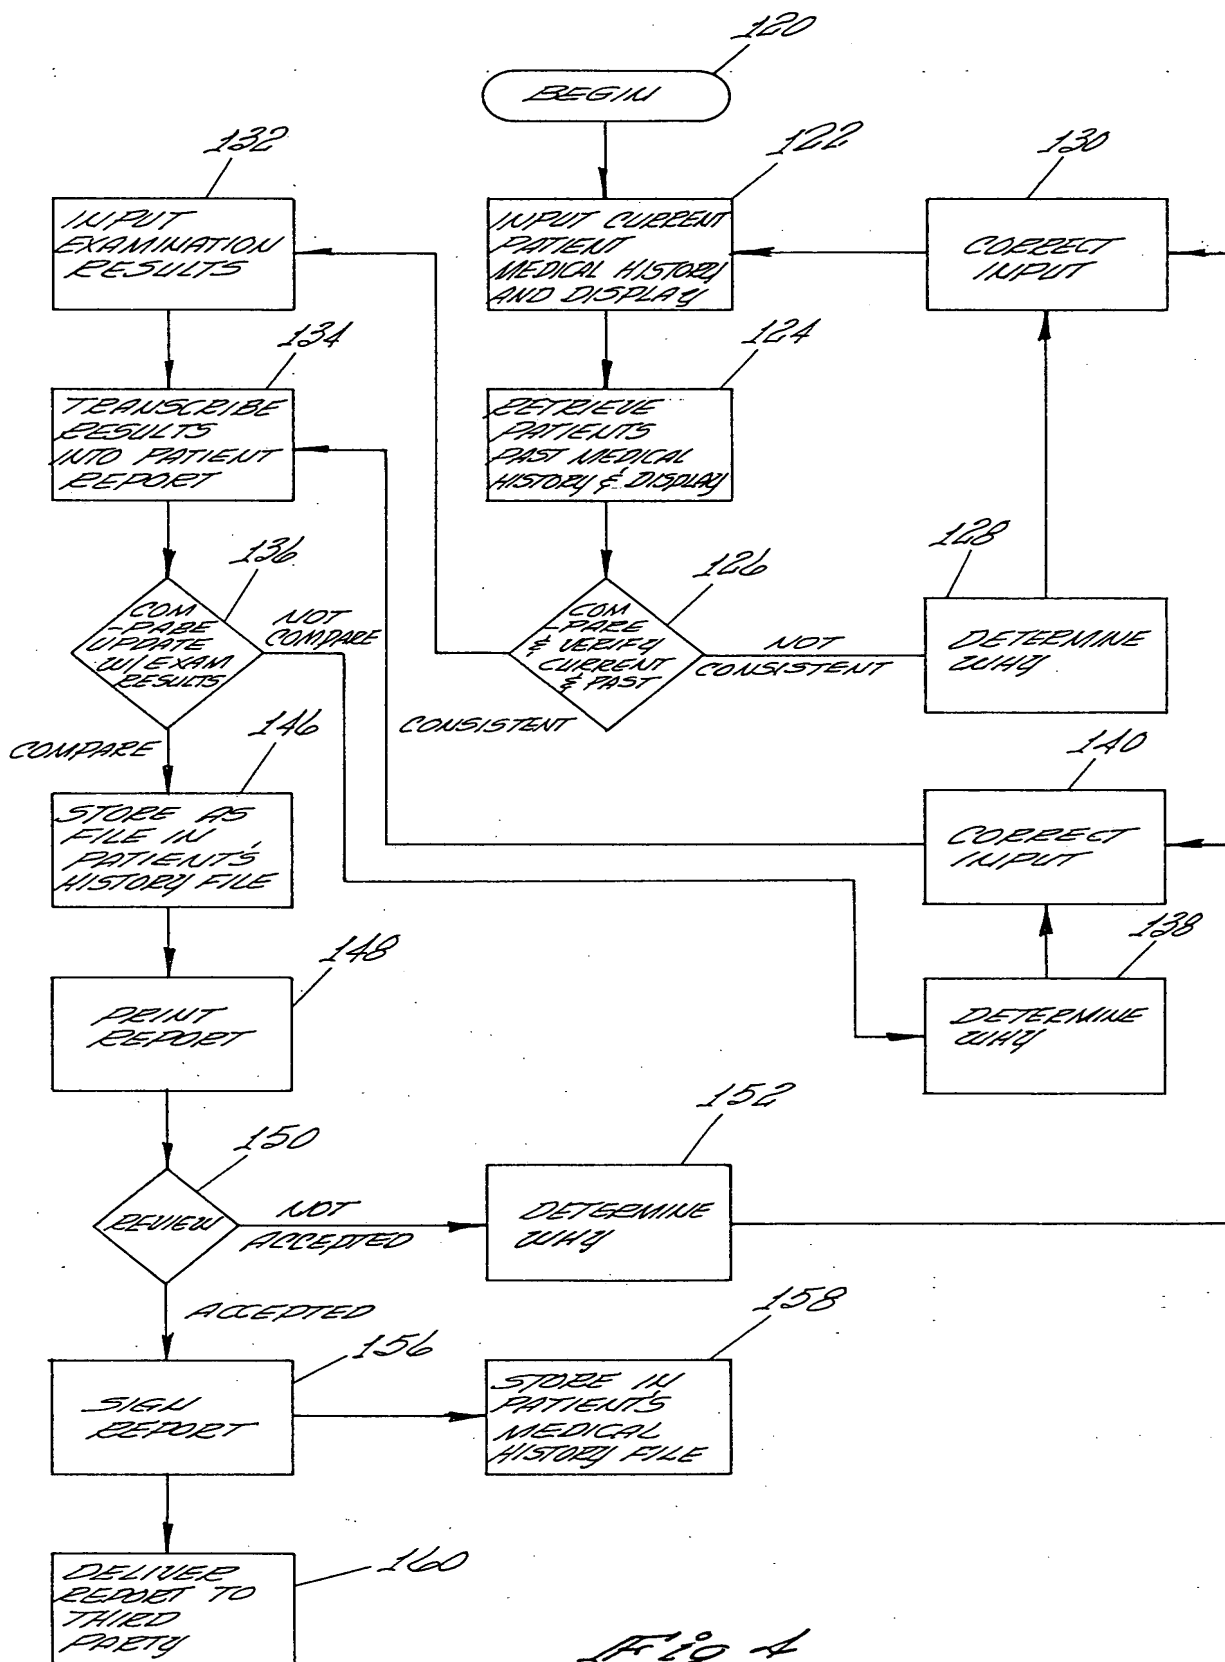 120
BEGIN
132
122
130
INPUT
EXAMINATION
RESULTS
INPUT CURRENT
PATIENT
MEDICAL HISTORY
AND DISPLAY
CORRECT
INPUT
134
124
TRANSCRIBE
RESULTS
INTO PATIENT
REPORT
RETRIEVE
PATIENTS
PAST MEDICAL
HISTORY & DISPLAY
136
126
128
COM
-PABE
UPDATE
W/EXAM
RESULTS
NOT
COMPARE
COM
-PARE
& VERIFY
CURRENT
& PAST
NOT
CONSISTENT
DETERMINE
WHY
COMPARE
146
CONSISTENT
140
STORE AS
FILE IN
PATIENT'S
HISTORY FILE
CORRECT
INPUT
148
138
PRINT
REPORT
DETERMINE
WHY
150
152
REVIEW
NOT
ACCEPTED
DETERMINE
WHY
ACCEPTED
156
158
SIGN
REPORT
STORE IN
PATIENT'S
MEDICAL
HISTORY FILE
160
DELIVER
REPORT TO
THIRD
PARTY
Fig 4